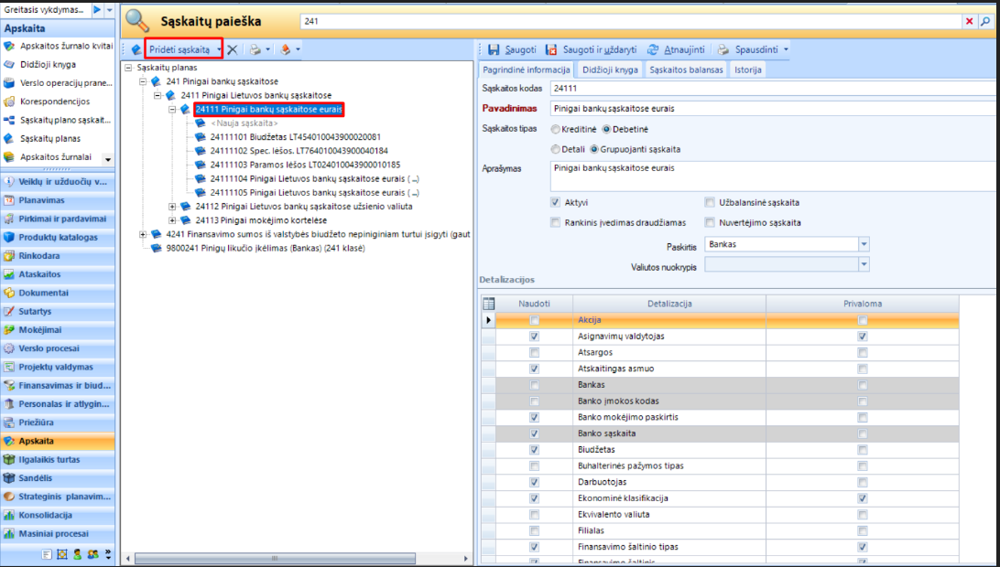 Greitasis vykdymas...
Apskaita
Apskaitos žurnalo kvitai
Didžioji knyga
Verslo operacijų prane...
Korespondencijos
Sąskaitų plano sąskait...
Sąskaitų planas
Apskaitos žurnalai
Veiklų ir užduočių v...
Planavimas
Pirkimai ir pardavimai
Produktų katalogas
Rinkodara
Ataskaitos
Dokumentai
Sutartys
Mokėjimai
Verslo procesai
Projektų valdymas
Finansavimas ir biud...
Personalas ir atlygin...
Priežiūra
Apskaita
Ilgalaikis turtas
Sandėlis
Strateginis planavim...
Konsolidacija
Masiniai procesai
Sąskaitų paieška
241
Pridėti sąskaitą
Sąskaitų planas
241 Pinigai bankų sąskaitose
2411 Pinigai Lietuvos bankų sąskaitose
24111 Pinigai bankų sąskaitose eurais
<Nauja sąskaita>
24111101 Biudžetas LT454010043900020081
24111102 Spec. lėšos. LT764010043900040184
24111103 Paramos lėšos LT024010043900010185
24111104 Pinigai Lietuvos bankų sąskaitose eurais ( ...)
24111105 Pinigai Lietuvos bankų sąskaitose eurais ( ...)
24112 Pinigai Lietuvos bankų sąskaitose užsienio valiuta
24113 Pinigai mokėjimo kortelėse
4241 Finansavimo sumos iš valstybės biudžeto nepiniginiam turtui įsigyti (gaut
9800241 Pinigų likučio įkėlimas (Bankas) (241 klasė)
Saugoti
Saugoti ir uždaryti
Atnaujinti
Spausdinti
Pagrindinė informacija
Didžioji knyga
Sąskaitos balansas
Istorija
Sąskaitos kodas 24111
Pavadinimas Pinigai bankų sąskaitose eurais
Sąskaitos tipas Kreditinė Debetinė
Detali Grupuojanti sąskaita
Aprašymas Pinigai bankų sąskaitose eurais
Aktyvi Užbalansinė sąskaita
Rankinis įvedimas draudžiamas Nuvertėjimo sąskaita
Paskirtis Bankas
Valiutos nuokrypis
Detalizacijos
Naudoti Detalizacija Privaloma
Akcija
Asignavimų valdytojas
Atsargos
Atskaitingas asmuo
Bankas
Banko įmokos kodas
Banko mokėjimo paskirtis
Banko sąskaita
Biudžetas
Buhalterinės pažymos tipas
Darbuotojas
Ekonominė klasifikacija
Ekvivalento valiuta
Filialas
Finansavimo šaltinio tipas
Finansavimo šaltinis